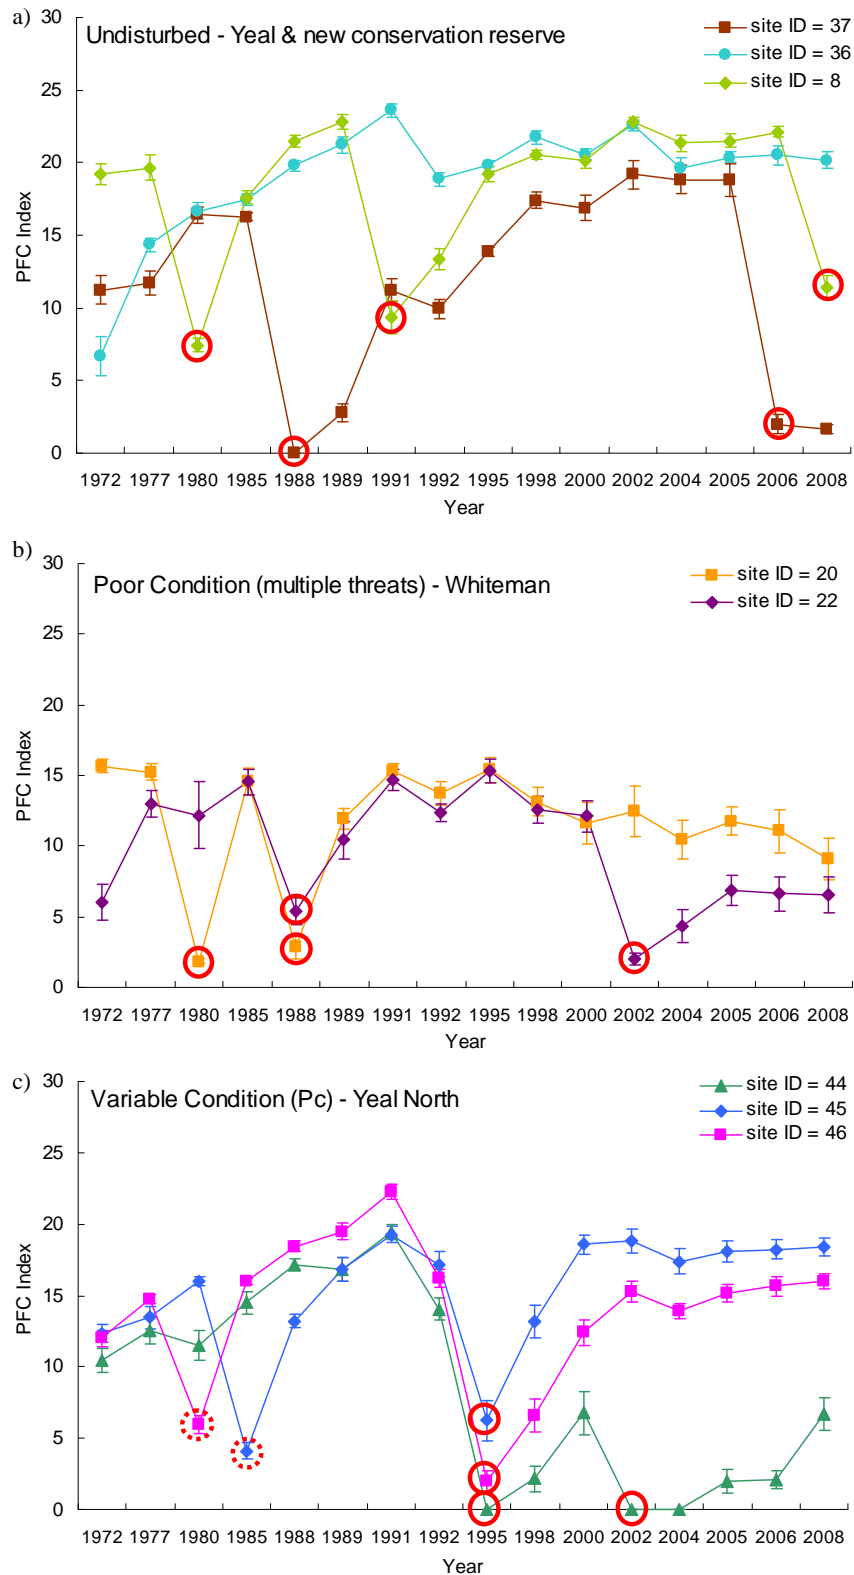 a)
Undisturbed - Yeal & new conservation reserve
site ID = 37
site ID = 36
site ID = 8
PFC Index
30
25
20
15
10
5
0
1972 1977 1980 1985 1988 1989 1991 1992 1995 1998 2000 2002 2004 2005 2006 2008
Year
b)
Poor Condition (multiple threats) - Whiteman
site ID = 20
site ID = 22
PFC Index
30
25
20
15
10
5
0
1972 1977 1980 1985 1988 1989 1991 1992 1995 1998 2000 2002 2004 2005 2006 2008
Year
c)
Variable Condition (Pc) - Yeal North
site ID = 44
site ID = 45
site ID = 46
PFC Index
30
25
20
15
10
5
0
1972 1977 1980 1985 1988 1989 1991 1992 1995 1998 2000 2002 2004 2005 2006 2008
Year